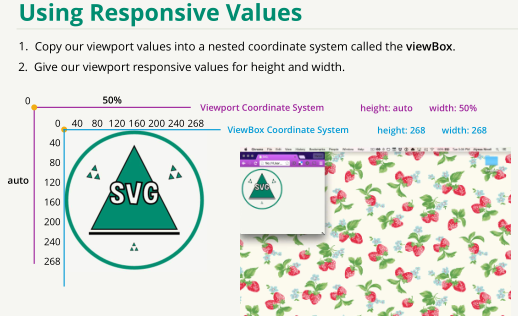 Using Responsive Values
1. Copy our viewport values into a nested coordinate system called the viewBox.
2. Give our viewport responsive values for height and width.
0
50%
Viewport Coordinate System
height: auto
width: 50%
0 40 80 120 160 200 240 268
ViewBox Coordinate System
height: 268
width: 268
40
80
auto
120
160
200
240
268
SVG
SVG